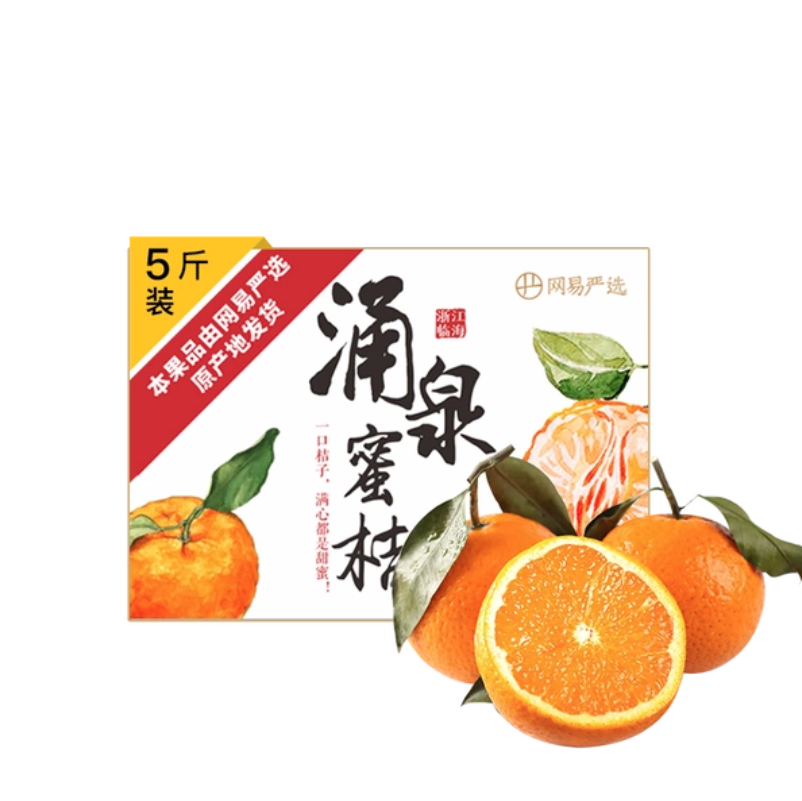 5斤
装
本果品由网易严选
原产地发货
网易严选
浙江
临海
涌泉
蜜桔
一口桔子，满心都是甜蜜！